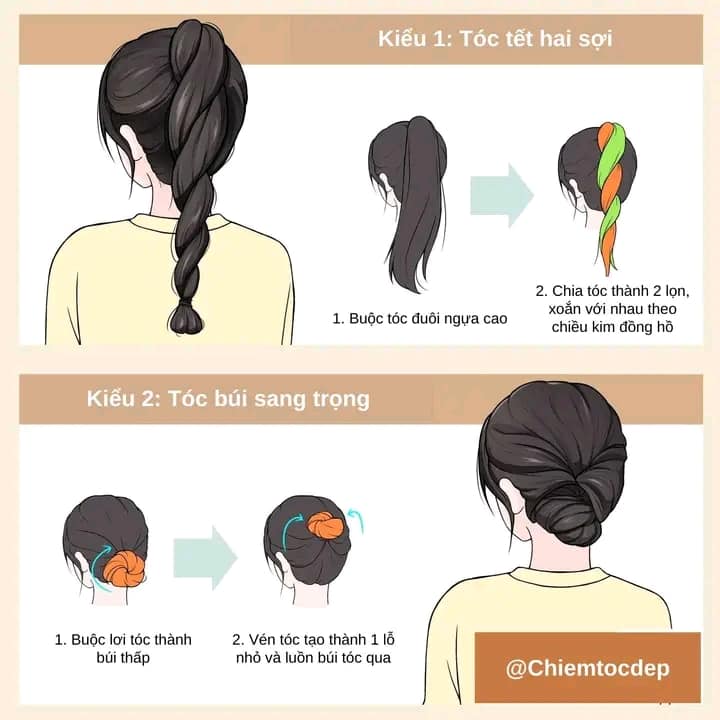 Kiểu 1: Tóc tết hai sợi
1. Buộc tóc đuôi ngựa cao
2. Chia tóc thành 2 lọn,
xoắn với nhau theo
chiều kim đồng hồ
Kiểu 2: Tóc búi sang trọng
1. Buộc lơi tóc thành
búi thấp
2. Vén tóc tạo thành 1 lỗ
nhỏ và luồn búi tóc qua
@Chiemtocdep